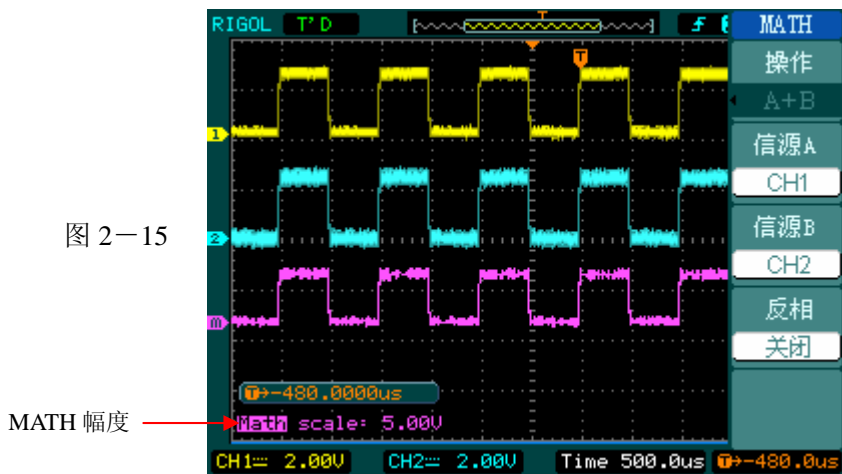 RIGOL T'D T f
MATH
操作
A+B
T
1
信源A
CH1
图 2－15
信源B
2
CH2
反相
m
关闭
T→-480.0000us
MATH 幅度
Math scale: 5.00V
CH1 2.00V CH2 2.00V Time 500.0us T→-480.0us